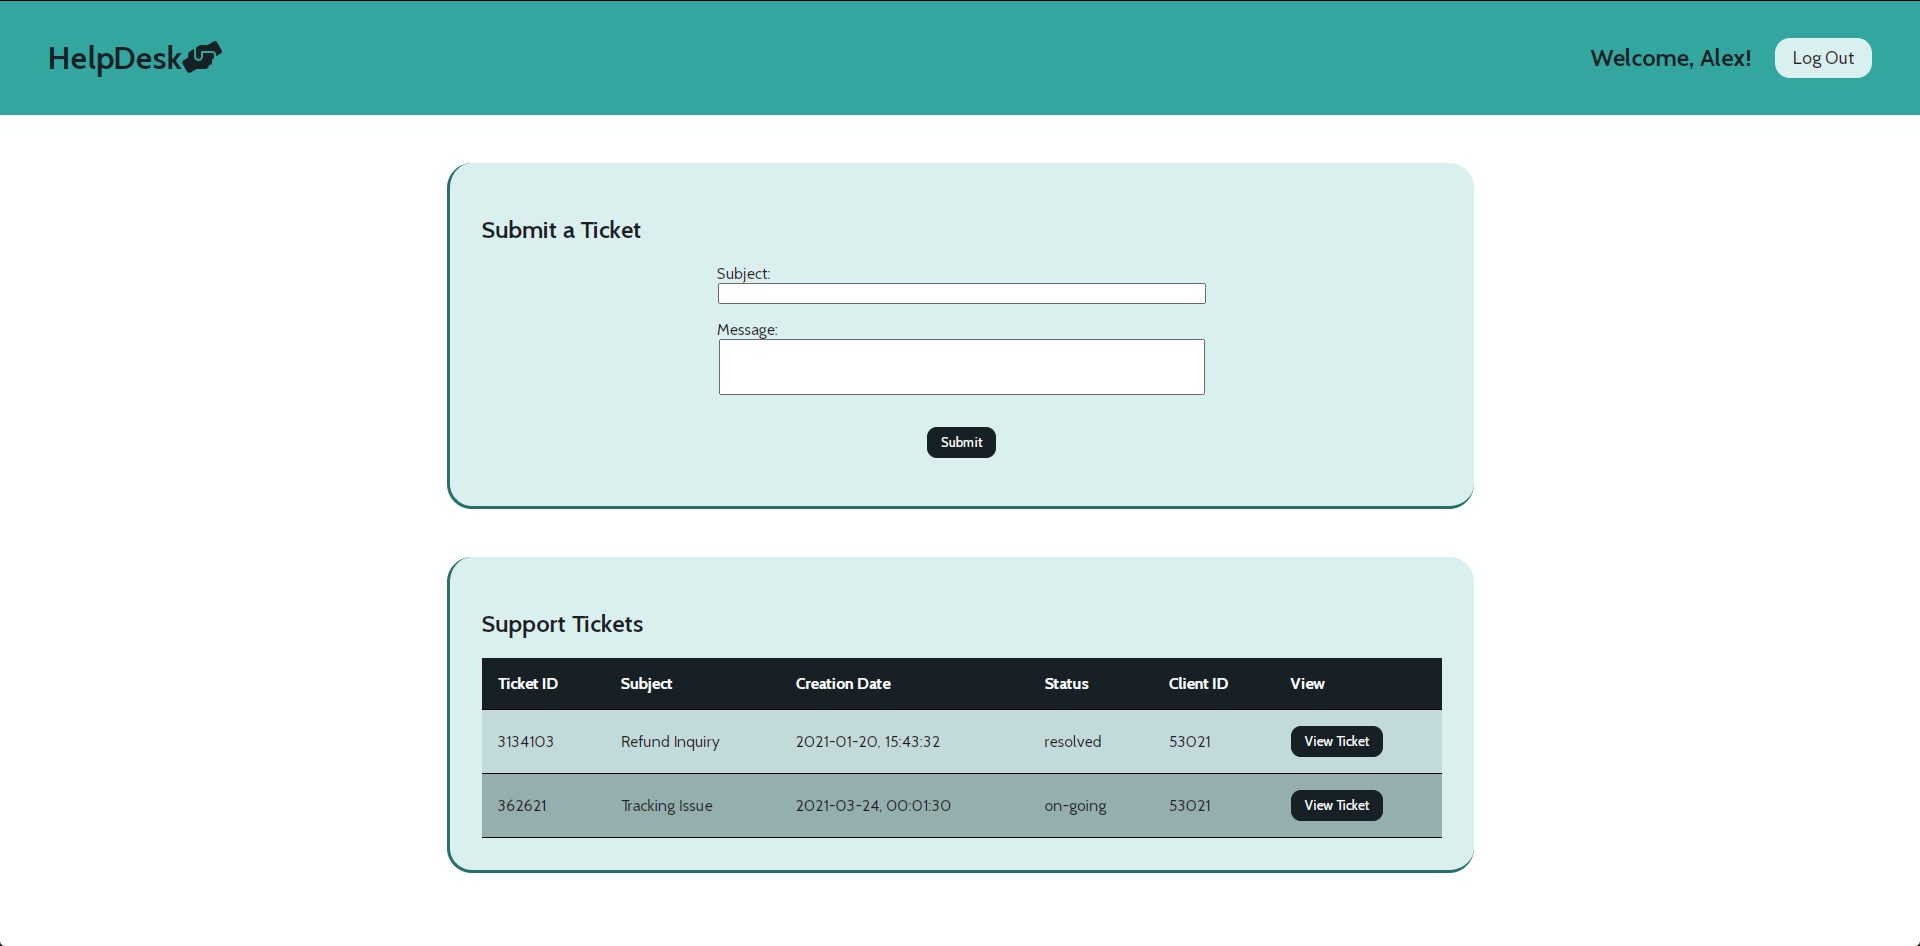 HelpDesk
Welcome, Alex! Log Out
Submit a Ticket
Subject:
Message:
Submit
Support Tickets
Ticket ID Subject Creation Date Status Client ID View
3134103 Refund Inquiry 2021-01-20, 15:43:32 resolved 53021 View Ticket
362621 Tracking Issue 2021-03-24, 00:01:30 on-going 53021 View Ticket